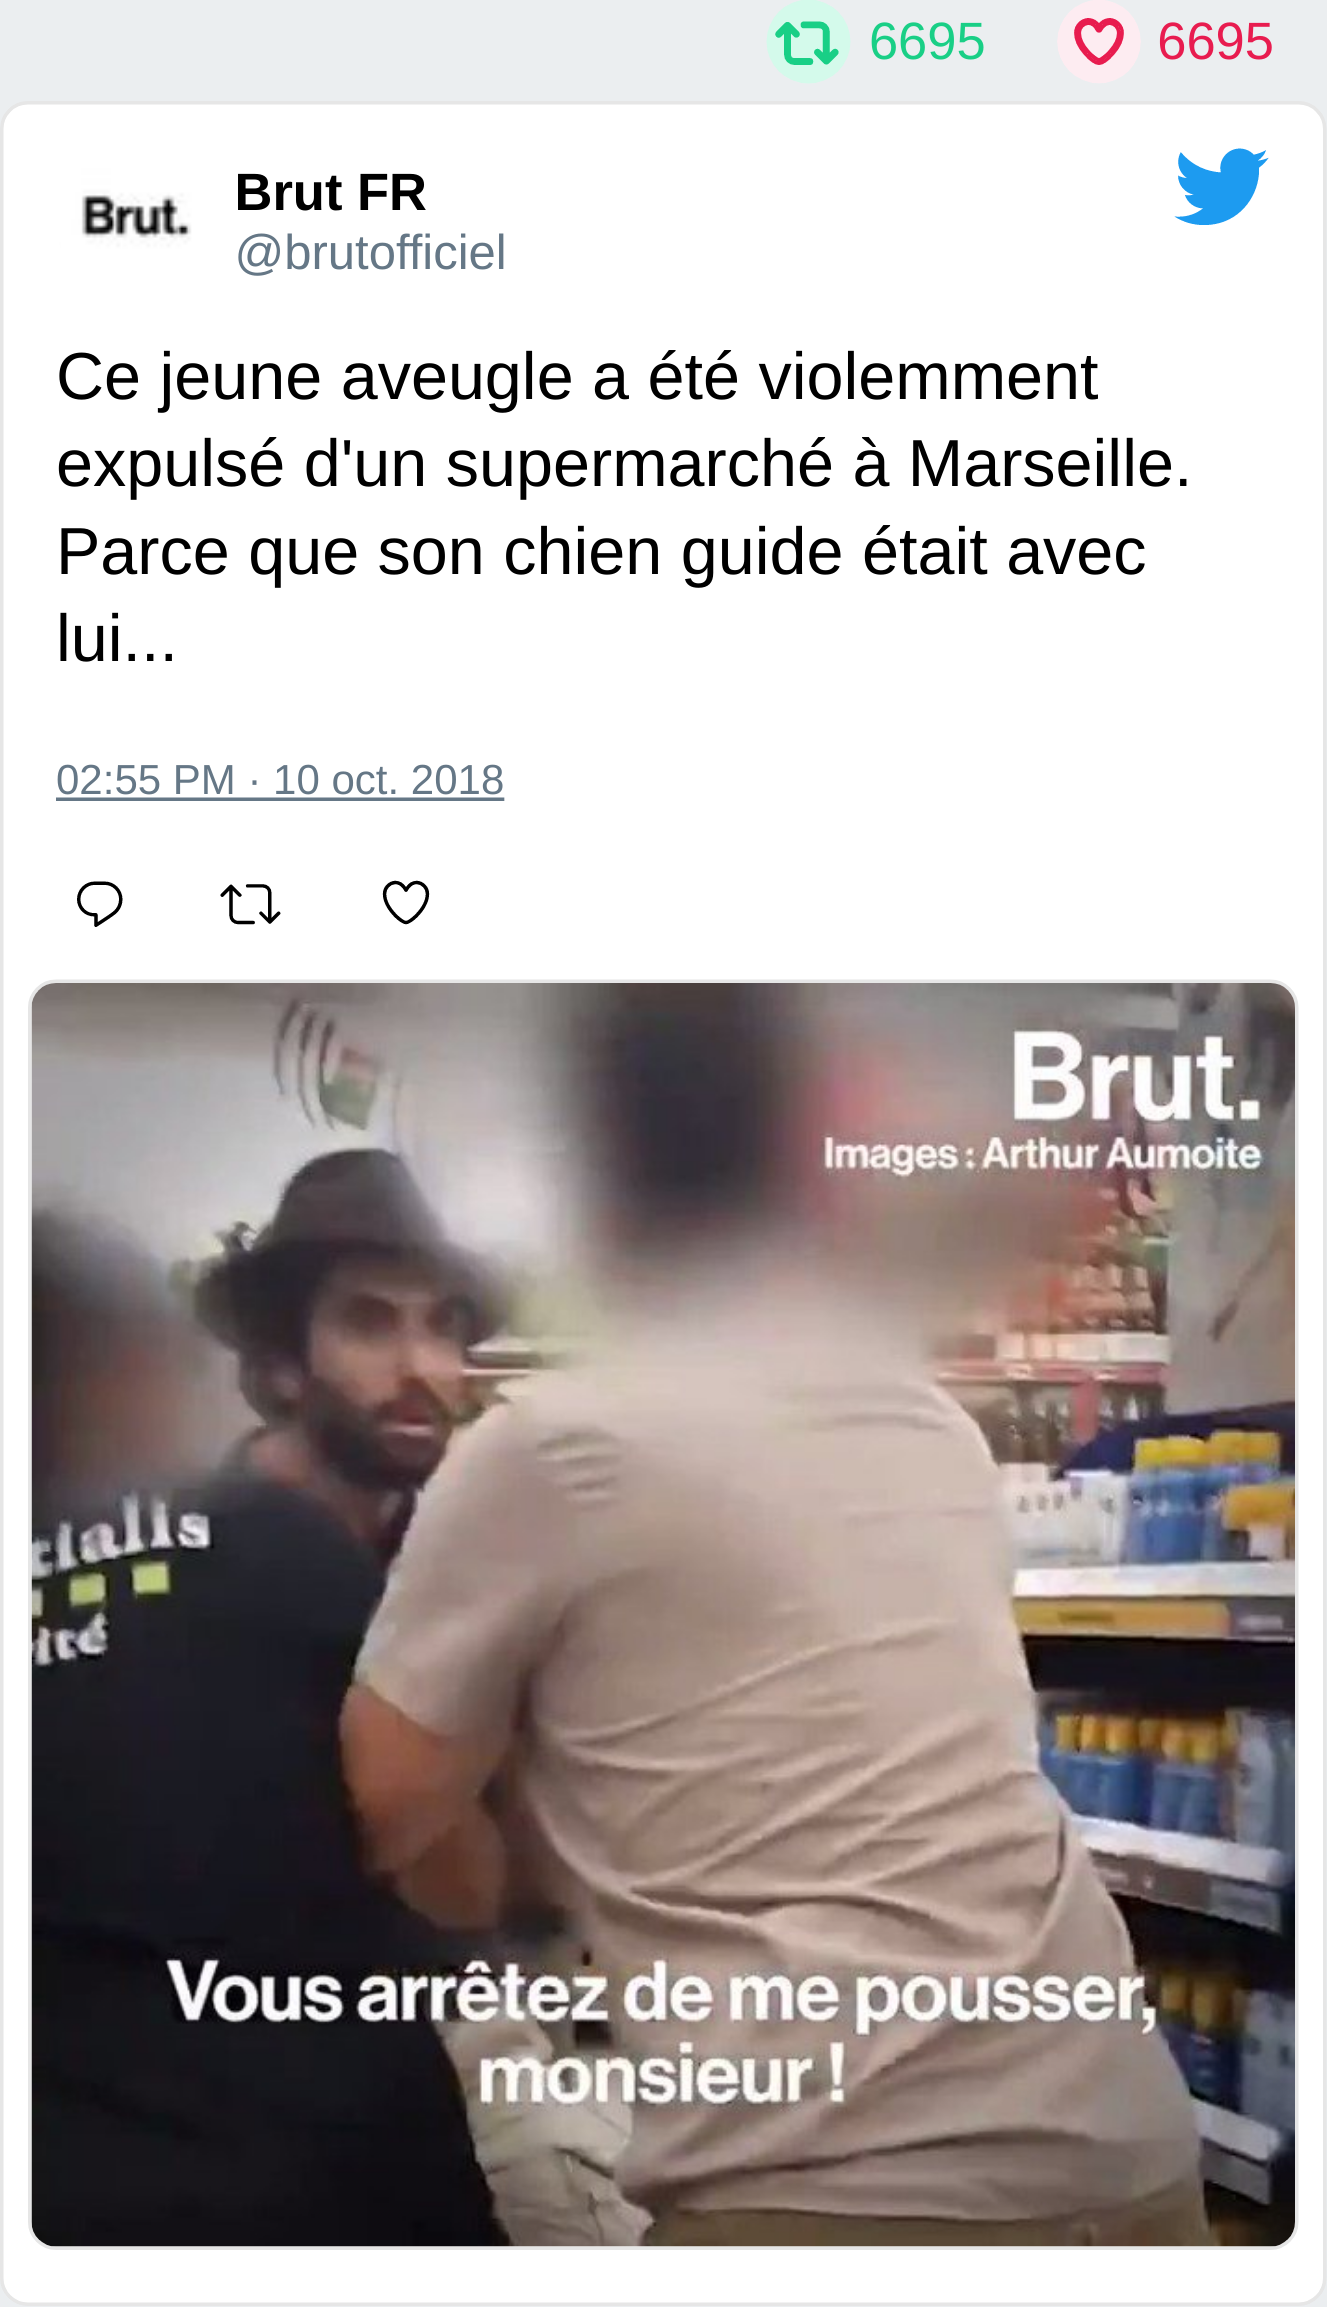 6695 6695
Brut.
Brut FR
@brutofficiel
Ce jeune aveugle a été violemment
expulsé d'un supermarché à Marseille.
Parce que son chien guide était avec
lui...
02:55 PM · 10 oct. 2018
Brut.
Images : Arthur Aumoite
cialis
ité
Vous arrêtez de me pousser,
monsieur !